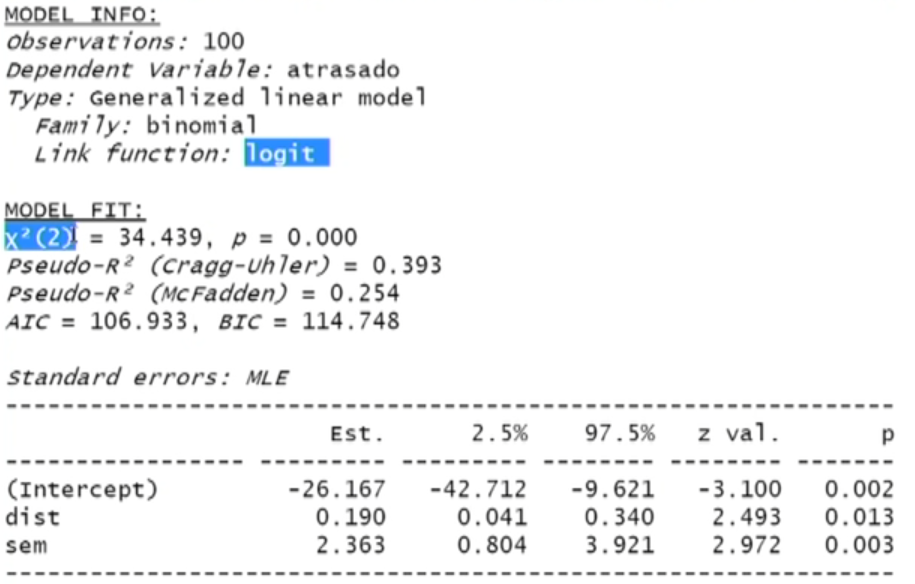 MODEL INFO:
Observations: 100
Dependent Variable: atrasado
Type: Generalized linear model
Family: binomial
Link function: logit
MODEL FIT:
χ²(2) = 34.439, p = 0.000
Pseudo-R² (Cragg-Uhler) = 0.393
Pseudo-R² (McFadden) = 0.254
AIC = 106.933, BIC = 114.748
Standard errors: MLE
Est. 2.5% 97.5% z val. p
(Intercept) -26.167 -42.712 -9.621 -3.100 0.002
dist 0.190 0.041 0.340 2.493 0.013
sem 2.363 0.804 3.921 2.972 0.003